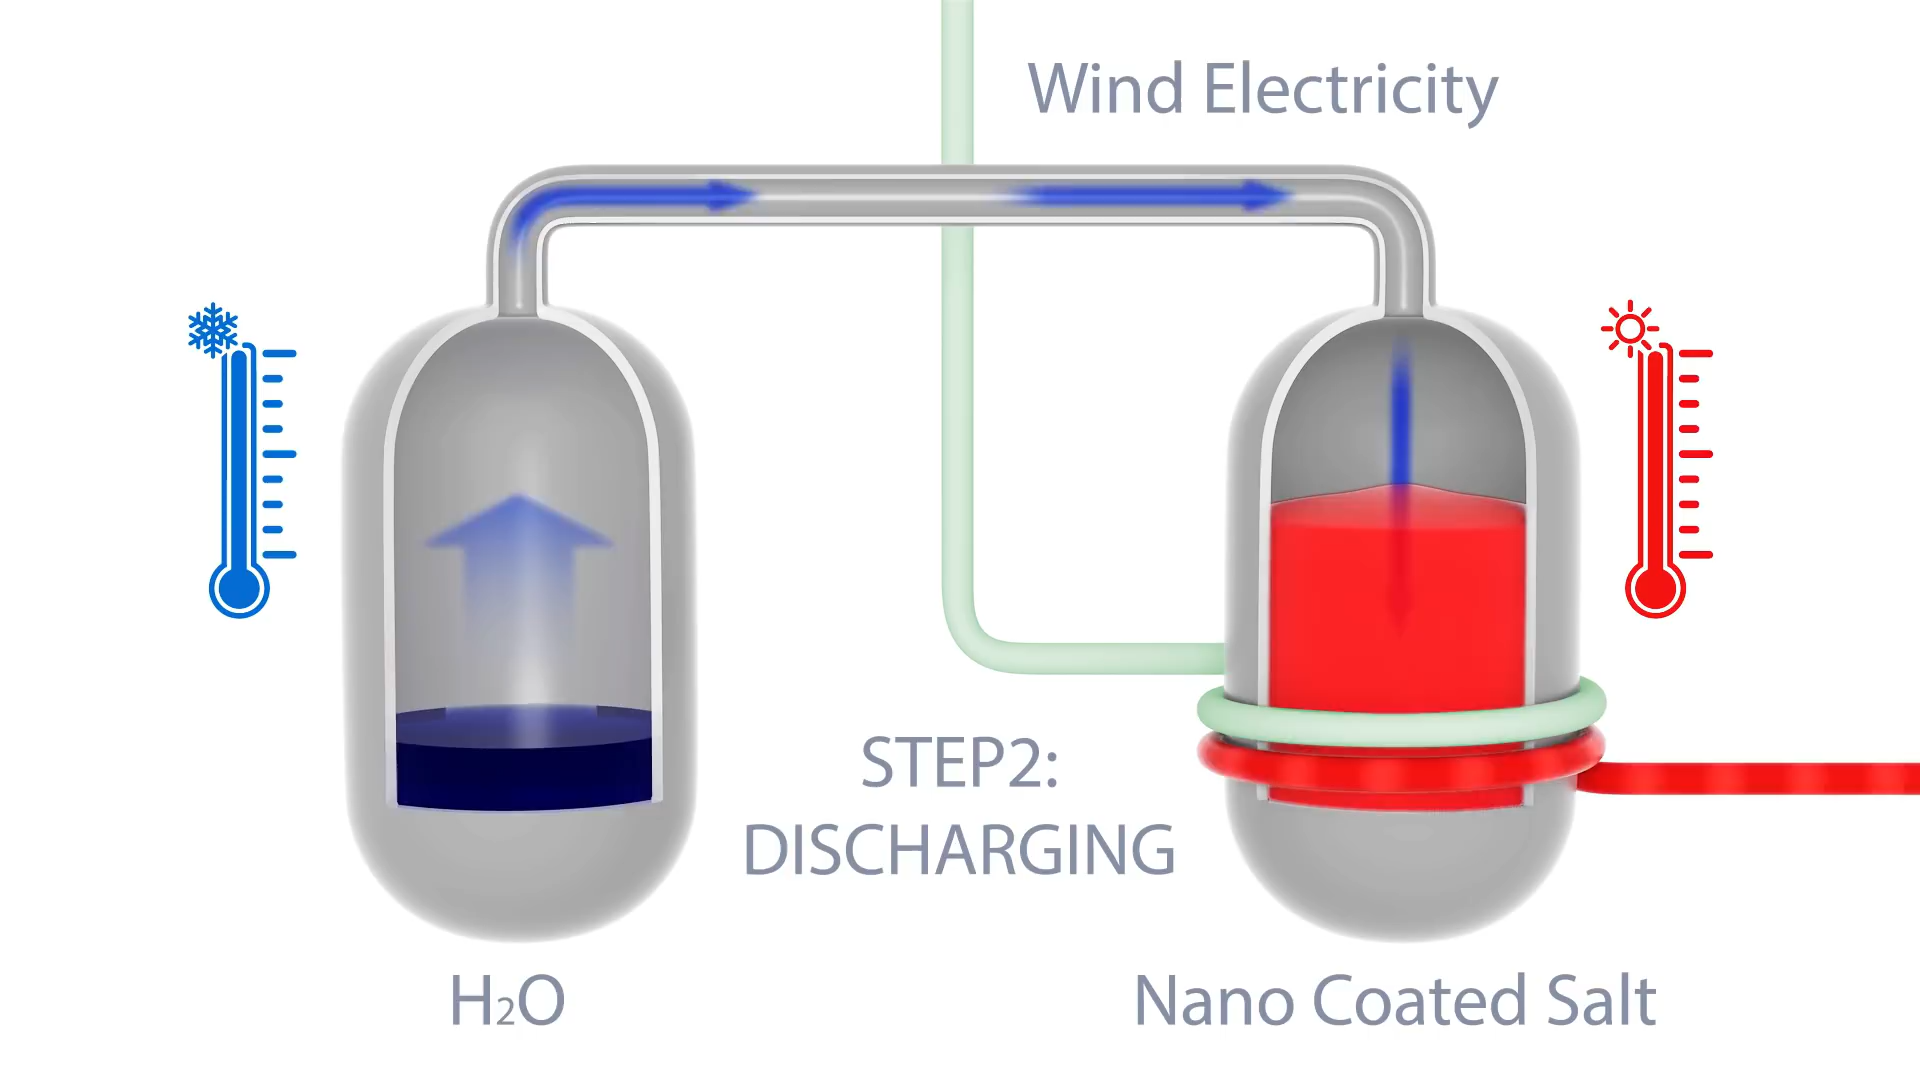 Wind Electricity
STEP2:
DISCHARGING
H₂O
Nano Coated Salt